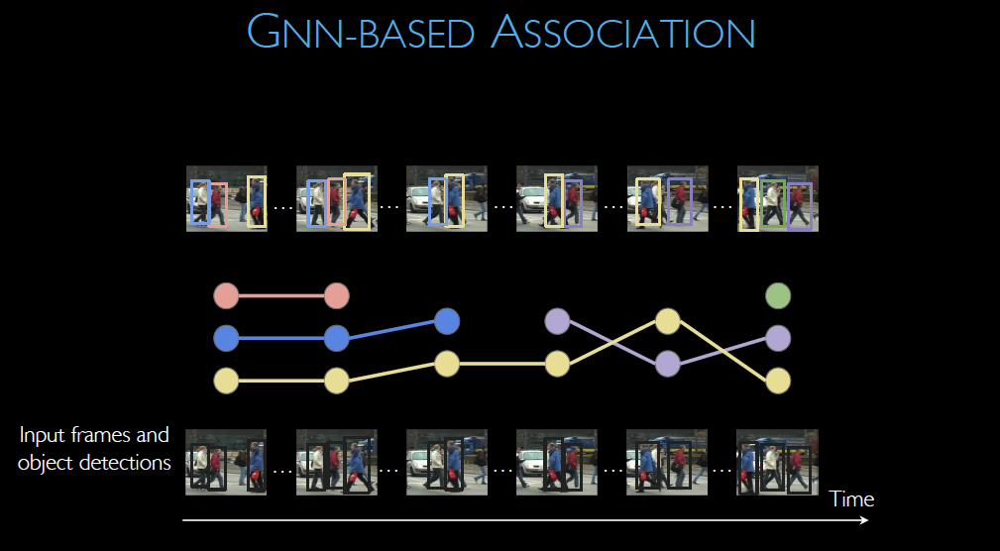 GNN-BASED ASSOCIATION
... ... ... ... ...
Input frames and
object detections
... ... ... ... ...
Time